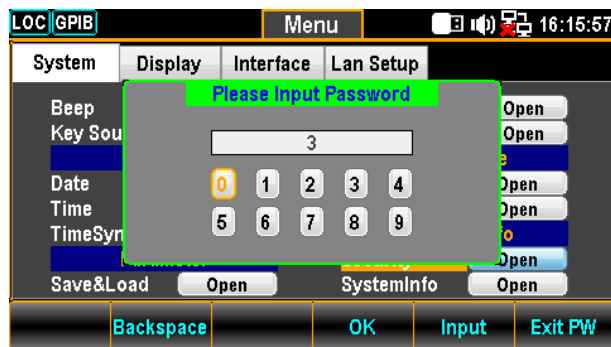 LOC GPIB Menu 16:15:57
System Display Interface Lan Setup
Please Input Password
Beep Open
Key Sou Open
3
Date 0 1 2 3 4 Open
Time 5 6 7 8 9 Open
TimeSyn
Open
Save&Load Open SystemInfo Open
Backspace OK Input Exit PW